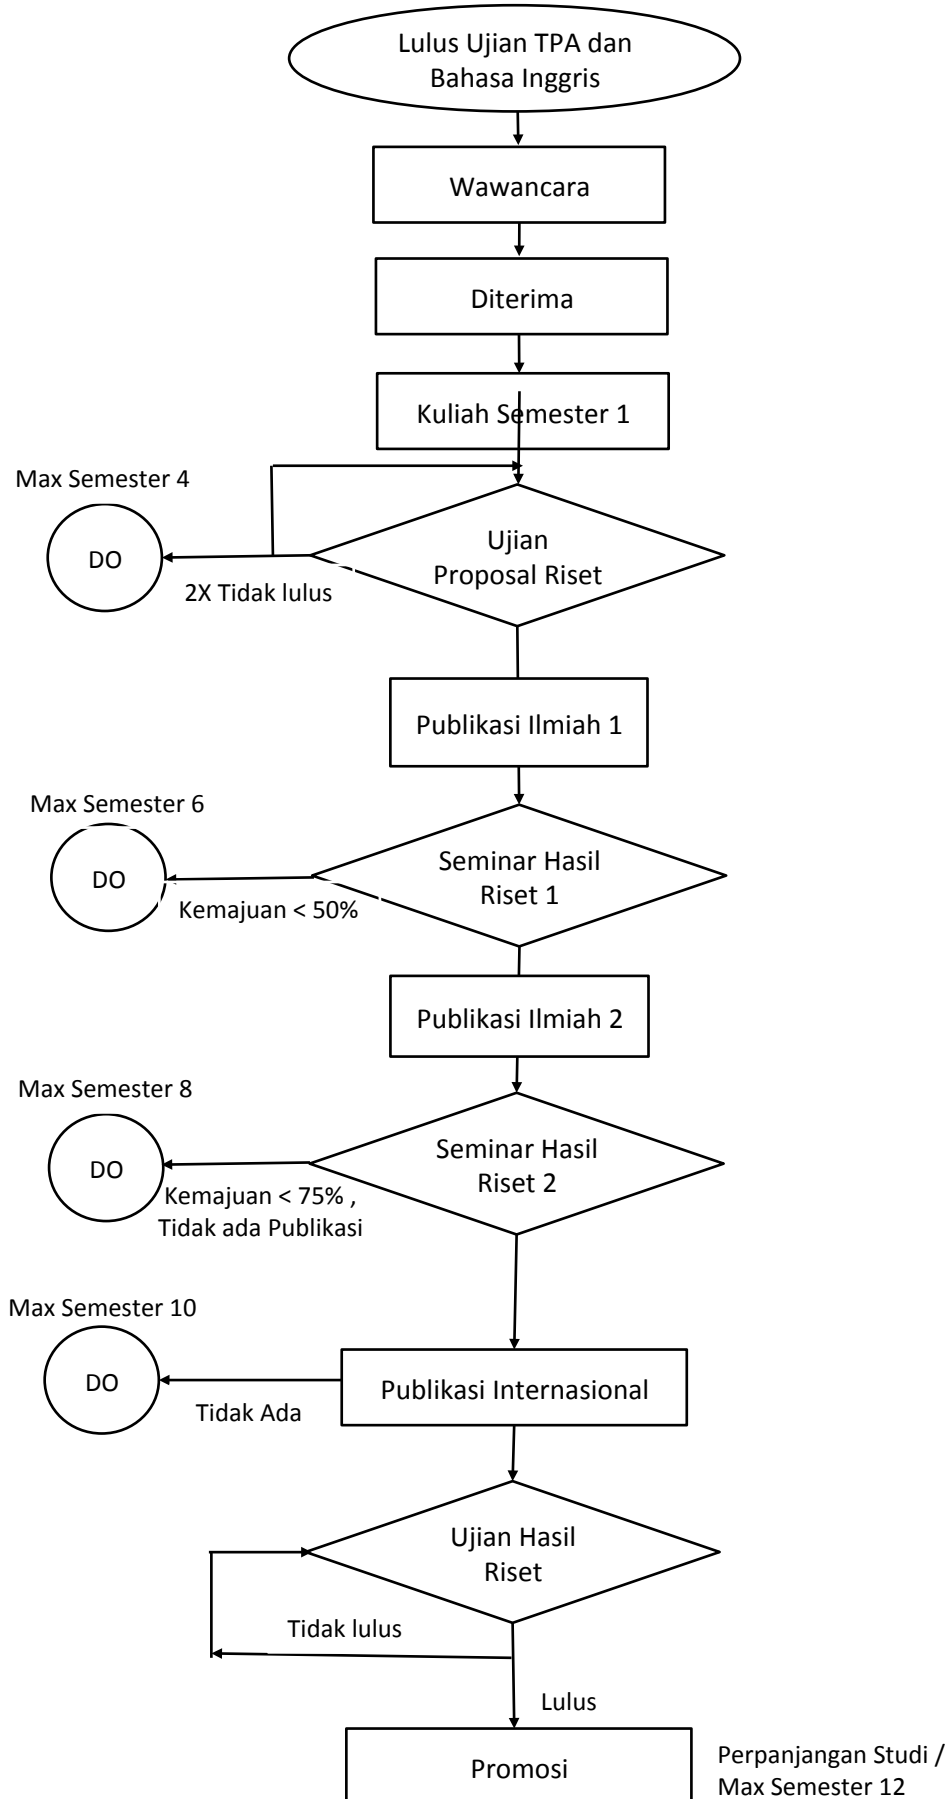 Lulus Ujian TPA dan
Bahasa Inggris
Wawancara
Diterima
Kuliah Semester 1
Max Semester 4
DO
2X Tidak lulus
Ujian
Proposal Riset
Publikasi Ilmiah 1
Max Semester 6
DO
Kemajuan < 50%
Seminar Hasil
Riset 1
Publikasi Ilmiah 2
Max Semester 8
DO
Kemajuan < 75% ,
Tidak ada Publikasi
Seminar Hasil
Riset 2
Max Semester 10
DO
Tidak Ada
Publikasi Internasional
Ujian Hasil
Riset
Tidak lulus
Lulus
Promosi
Perpanjangan Studi /
Max Semester 12